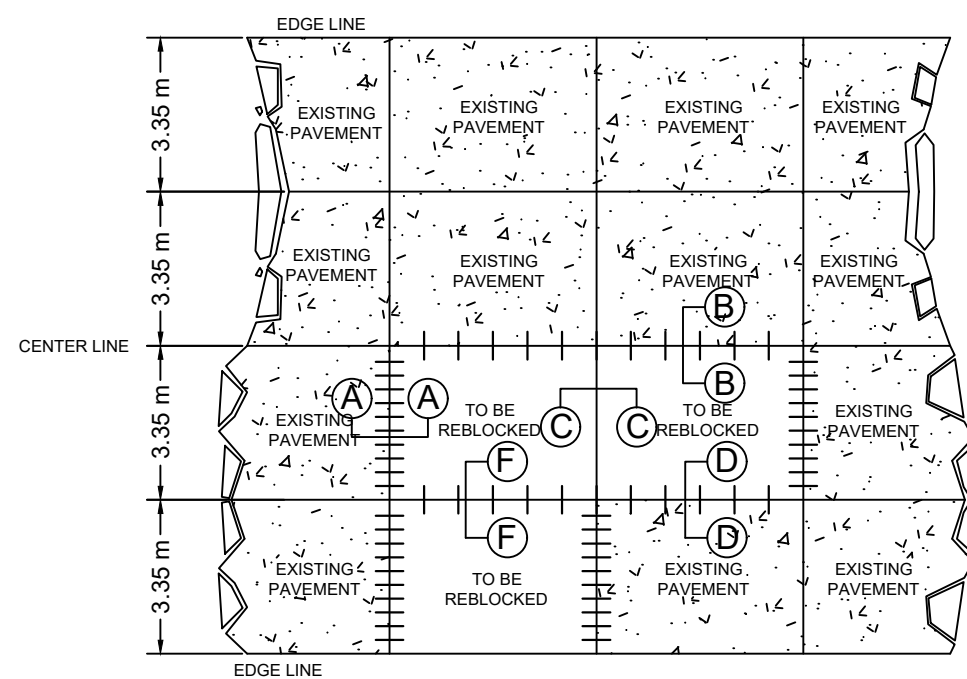 EDGE LINE
3.35 m
EXISTING
PAVEMENT
EXISTING
PAVEMENT
EXISTING
PAVEMENT
EXISTING
PAVEMENT
3.35 m
EXISTING
PAVEMENT
EXISTING
PAVEMENT
EXISTING
PAVEMENT
EXISTING
PAVEMENT
B
CENTER LINE
3.35 m
EXISTING
PAVEMENT
A
A
TO BE
REBLOCKED
C
C
B
TO BE
REBLOCKED
EXISTING
PAVEMENT
F
D
3.35 m
EXISTING
PAVEMENT
F
TO BE
REBLOCKED
D
EXISTING
PAVEMENT
EXISTING
PAVEMENT
EDGE LINE